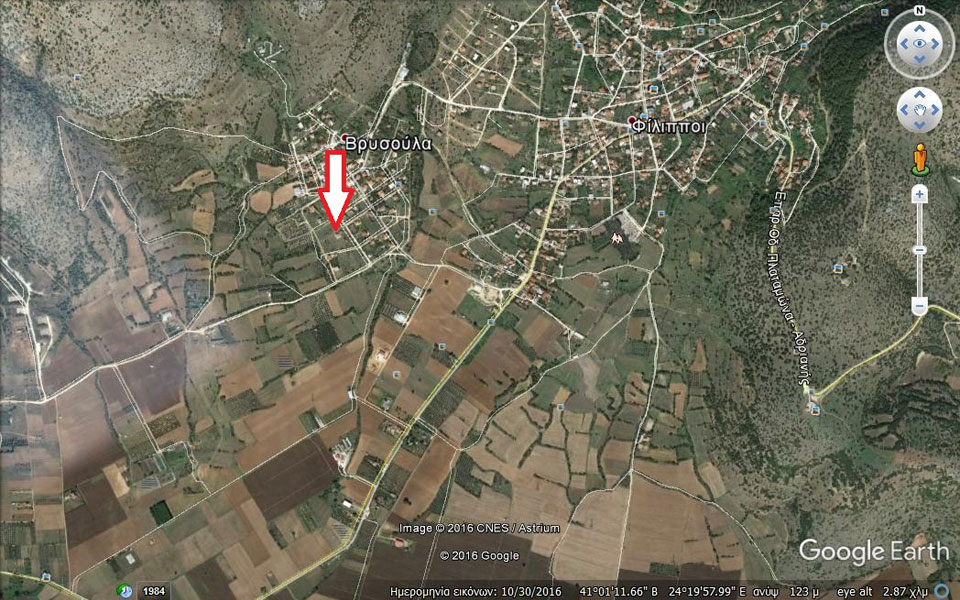 N
Βρυσούλα
Φίλιπποι
Επαρ. Οδ. Πλαταμώνα - Αδριανής
Image © 2016 CNES / Astrium
© 2016 Google
Google Earth
1984
Ημερομηνία εικόνων: 10/30/2016 41°01'11.66" Β 24°19'57.99" Ε ανύψ 123 μ eye alt 2.87 χλμ